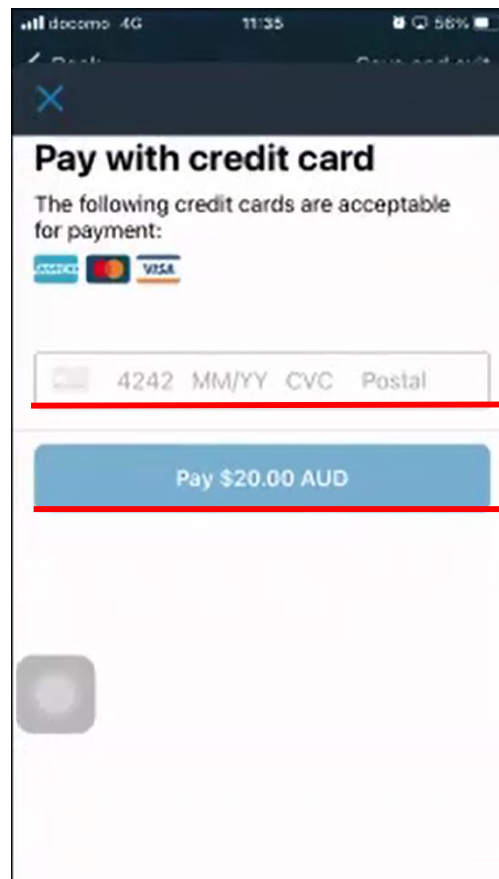 docomo 4G 11:35 56%
Pay with credit card
The following credit cards are acceptable
for payment:
VISA
4242 MM/YY CVC Postal
Pay $20.00 AUD